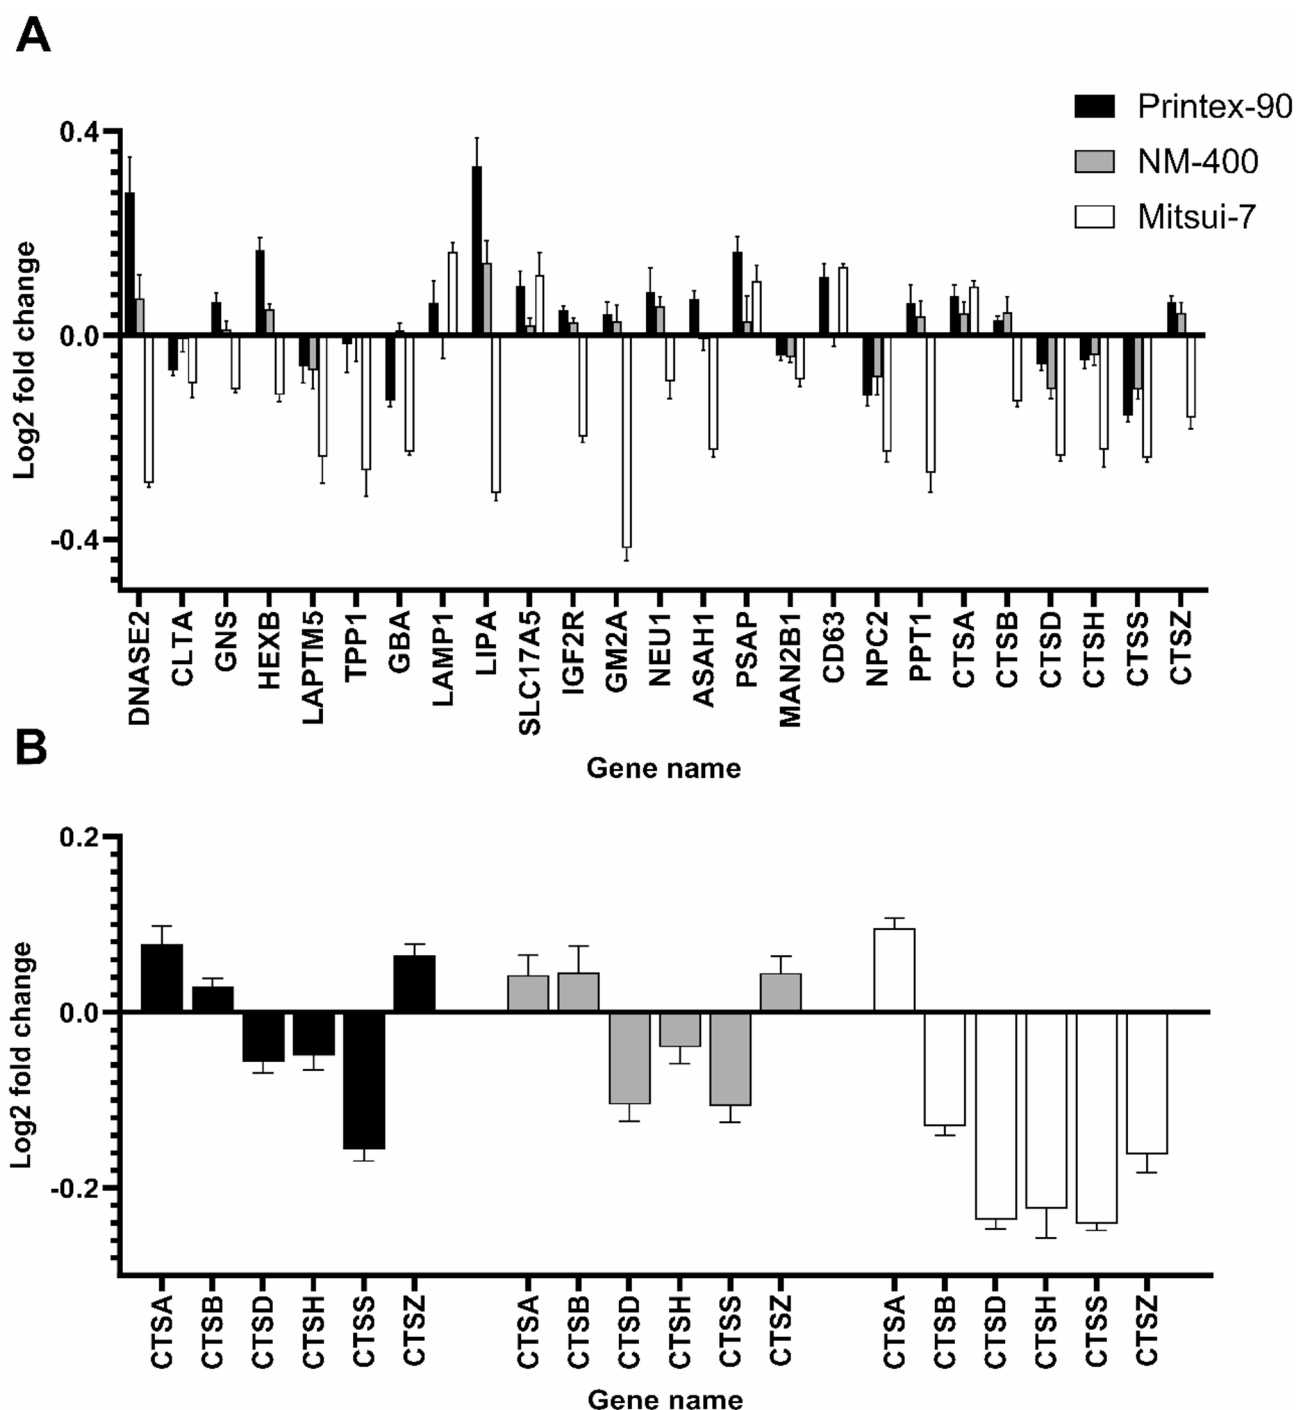 A
Printex-90
NM-400
Mitsui-7
0.4
0.0
-0.4
Log2 fold change
DNASE2
CLTA
GNS
HEXB
LAPTM5
TPP1
GBA
LAMP1
LIPA
SLC17A5
IGF2R
GM2A
NEU1
ASAH1
PSAP
MAN2B1
CD63
NPC2
PPT1
CTSA
CTSB
CTSD
CTSH
CTSS
CTSZ
Gene name
B
0.2
0.0
-0.2
Log2 fold change
CTSA
CTSB
CTSD
CTSH
CTSS
CTSZ
CTSA
CTSB
CTSD
CTSH
CTSS
CTSZ
CTSA
CTSB
CTSD
CTSH
CTSS
CTSZ
Gene name